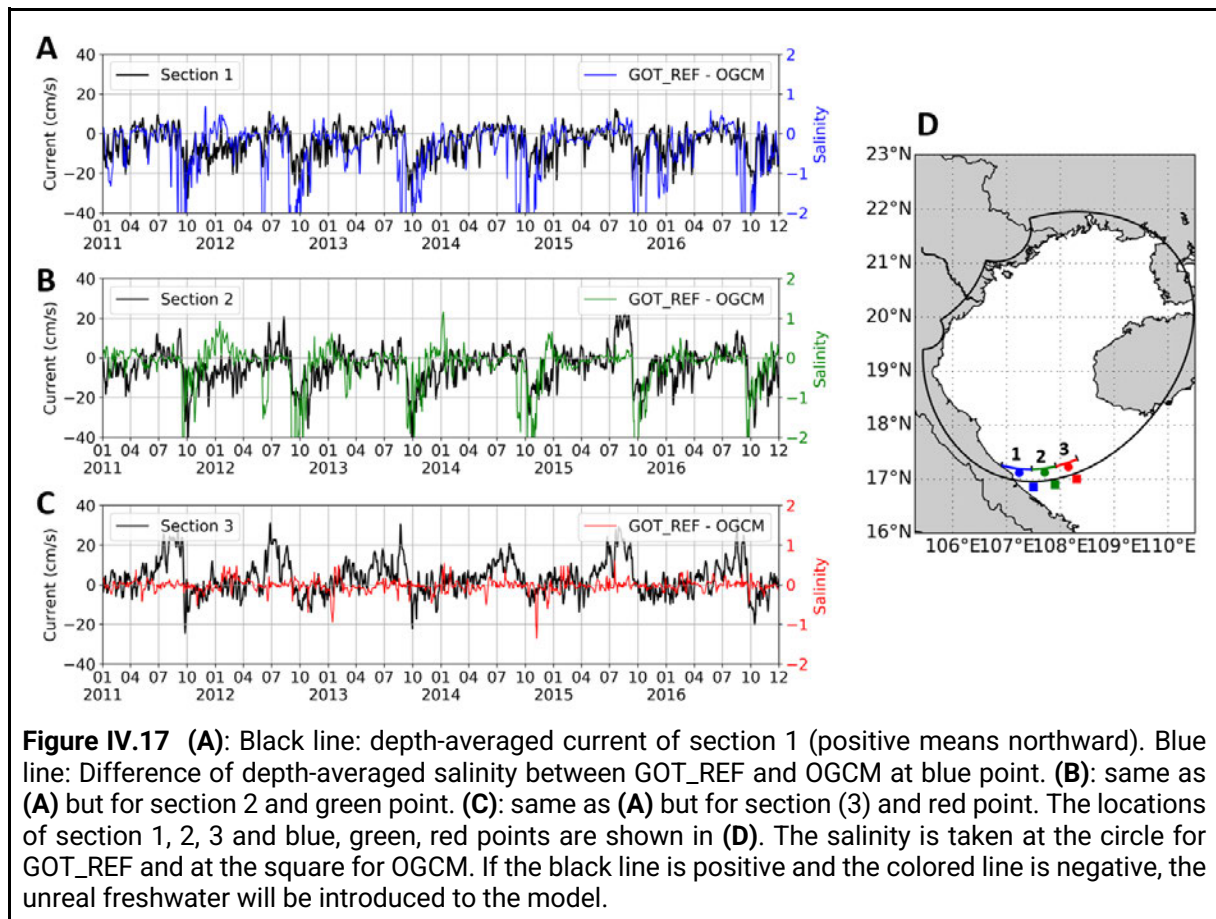 A
40
20
0
−20
−40
Current (cm/s)
Section 1
GOT_REF - OGCM
2
1
0
−1
−2
Salinity
01 04 07 10 01 04 07 10 01 04 07 10 01 04 07 10 01 04 07 10 01 04 07 10 12
2011 2012 2013 2014 2015 2016
B
40
20
0
−20
−40
Current (cm/s)
Section 2
GOT_REF - OGCM
2
1
0
−1
−2
Salinity
01 04 07 10 01 04 07 10 01 04 07 10 01 04 07 10 01 04 07 10 01 04 07 10 12
2011 2012 2013 2014 2015 2016
C
40
20
0
−20
−40
Current (cm/s)
Section 3
GOT_REF - OGCM
2
1
0
−1
−2
Salinity
01 04 07 10 01 04 07 10 01 04 07 10 01 04 07 10 01 04 07 10 01 04 07 10 12
2011 2012 2013 2014 2015 2016
D
23°N
22°N
21°N
20°N
19°N
18°N
17°N
16°N
1 2 3
106°E107°E108°E109°E110°E
Figure IV.17 (A): Black line: depth-averaged current of section 1 (positive means northward). Blue
line: Difference of depth-averaged salinity between GOT_REF and OGCM at blue point. (B): same as
(A) but for section 2 and green point. (C): same as (A) but for section (3) and red point. The locations
of section 1, 2, 3 and blue, green, red points are shown in (D). The salinity is taken at the circle for
GOT_REF and at the square for OGCM. If the black line is positive and the colored line is negative, the
unreal freshwater will be introduced to the model.